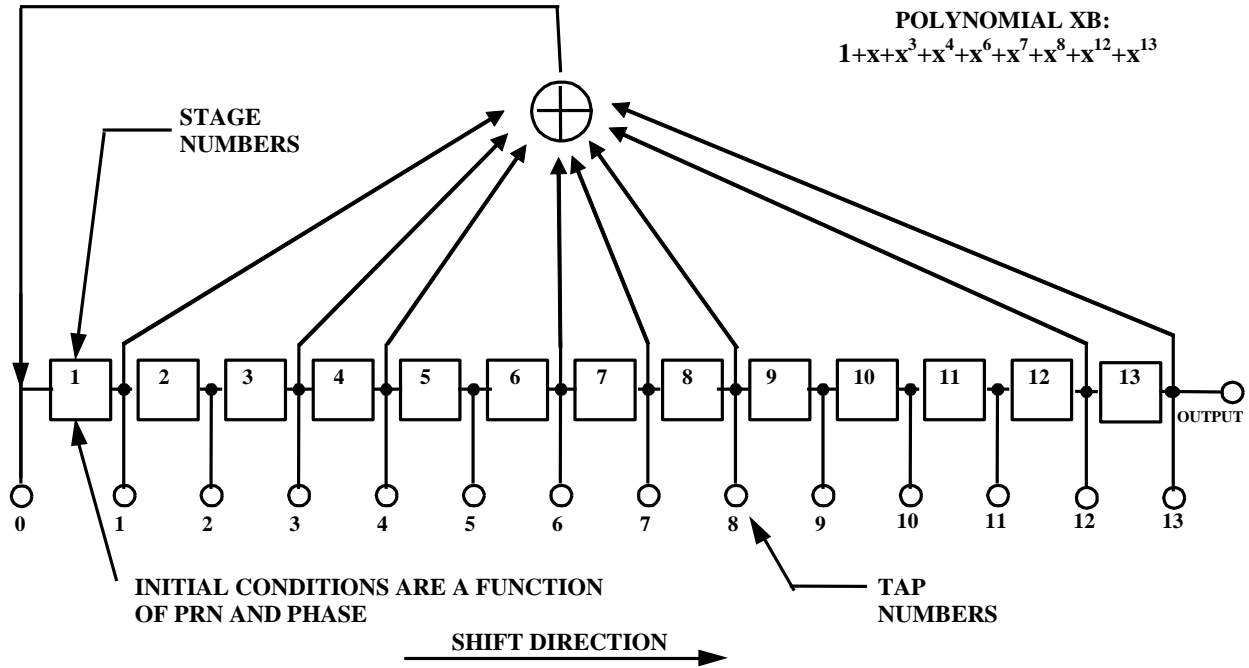 POLYNOMIAL XB:
1+x+x³+x⁴+x⁶+x⁷+x⁸+x¹²+x¹³
STAGE
NUMBERS
1 2 3 4 5 6 7 8 9 10 11 12 13
OUTPUT
0 1 2 3 4 5 6 7 8 9 10 11 12 13
INITIAL CONDITIONS ARE A FUNCTION
OF PRN AND PHASE
TAP
NUMBERS
SHIFT DIRECTION